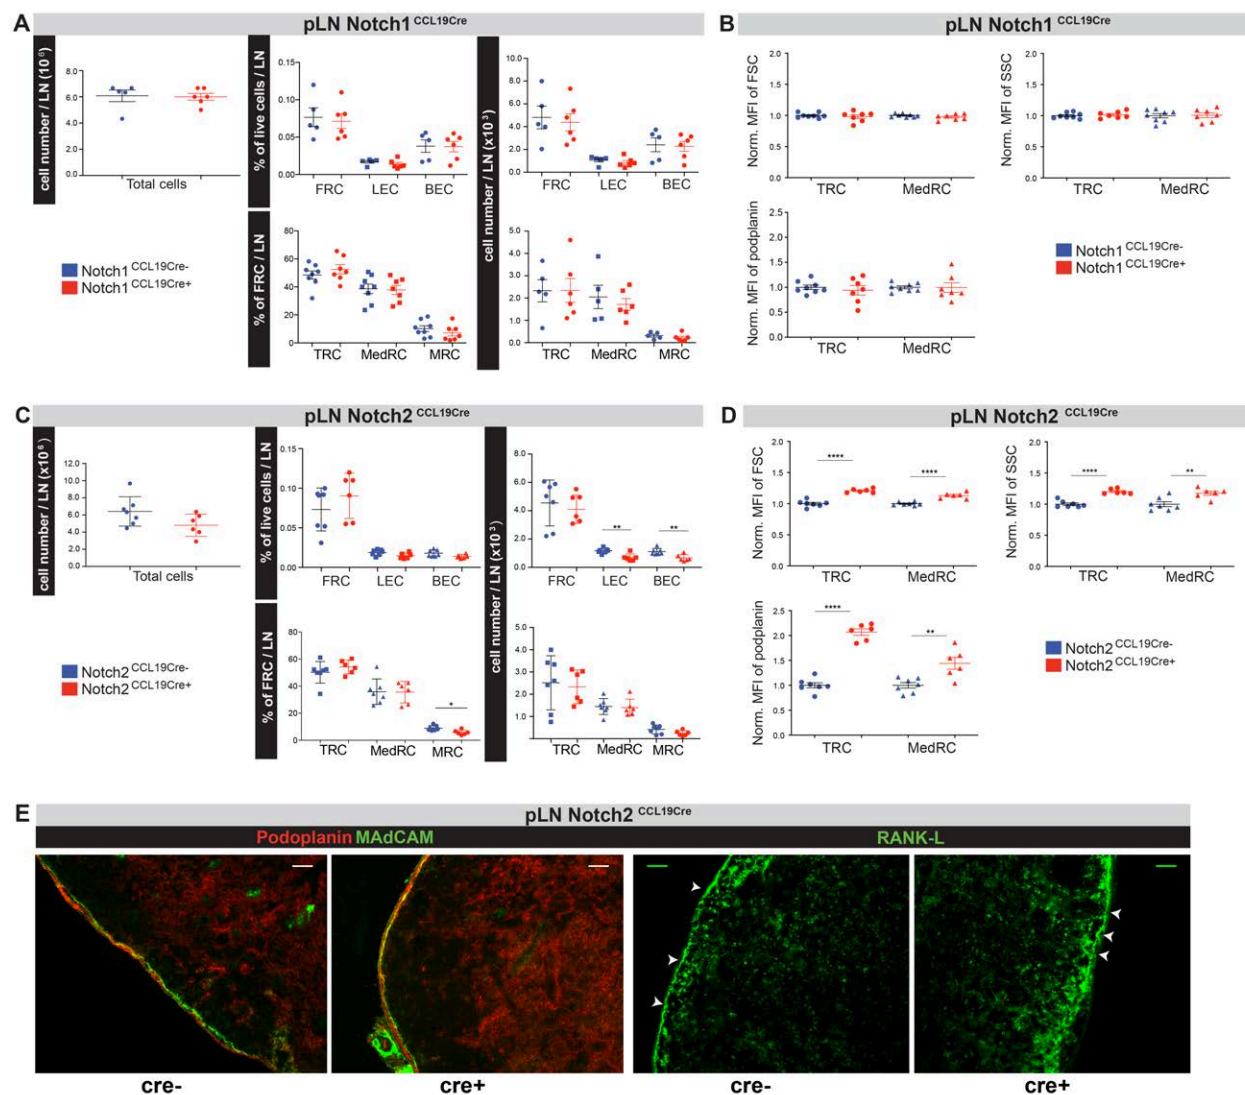 A
pLN Notch1 CCL19Cre
cell number / LN (10⁶)
8.0
6.0
4.0
2.0
0.0
Total cells
% of live cells / LN
0.15
0.10
0.05
0.00
FRC LEC BEC
cell number / LN (x10³)
10.0
8.0
6.0
4.0
2.0
0.0
FRC LEC BEC
Notch1 CCL19Cre-
Notch1 CCL19Cre+
% of FRC / LN
80
60
40
20
0
TRC MedRC MRC
5.0
4.0
3.0
2.0
1.0
0.0
TRC MedRC MRC
B
pLN Notch1 CCL19Cre
Norm. MFI of FSC
2.0
1.5
1.0
0.5
0.0
TRC MedRC
Norm. MFI of SSC
2.0
1.5
1.0
0.5
0.0
TRC MedRC
Norm. MFI of podplanin
2.5
2.0
1.5
1.0
0.5
0.0
TRC MedRC
Notch1 CCL19Cre-
Notch1 CCL19Cre+
C
pLN Notch2 CCL19Cre
cell number / LN (x10⁶)
12.0
10.0
8.0
6.0
4.0
2.0
0.0
Total cells
% of live cells / LN
0.15
0.10
0.05
0.00
FRC LEC BEC
cell number / LN (x10³)
8.0
6.0
4.0
2.0
0.0
** **
FRC LEC BEC
Notch2 CCL19Cre-
Notch2 CCL19Cre+
% of FRC / LN
80
60
40
20
0
*
TRC MedRC MRC
5.0
4.0
3.0
2.0
1.0
TRC MedRC MRC
D
pLN Notch2 CCL19Cre
Norm. MFI of FSC
2.0
1.5
1.0
0.5
0.0
**** ****
TRC MedRC
Norm. MFI of SSC
2.0
1.5
1.0
0.5
0.0
**** **
TRC MedRC
Norm. MFI of podplanin
2.5
2.0
1.5
1.0
0.5
0.0
**** **
TRC MedRC
Notch2 CCL19Cre-
Notch2 CCL19Cre+
E
pLN Notch2 CCL19Cre
Podoplanin MAdCAM
RANK-L
cre- cre+ cre- cre+